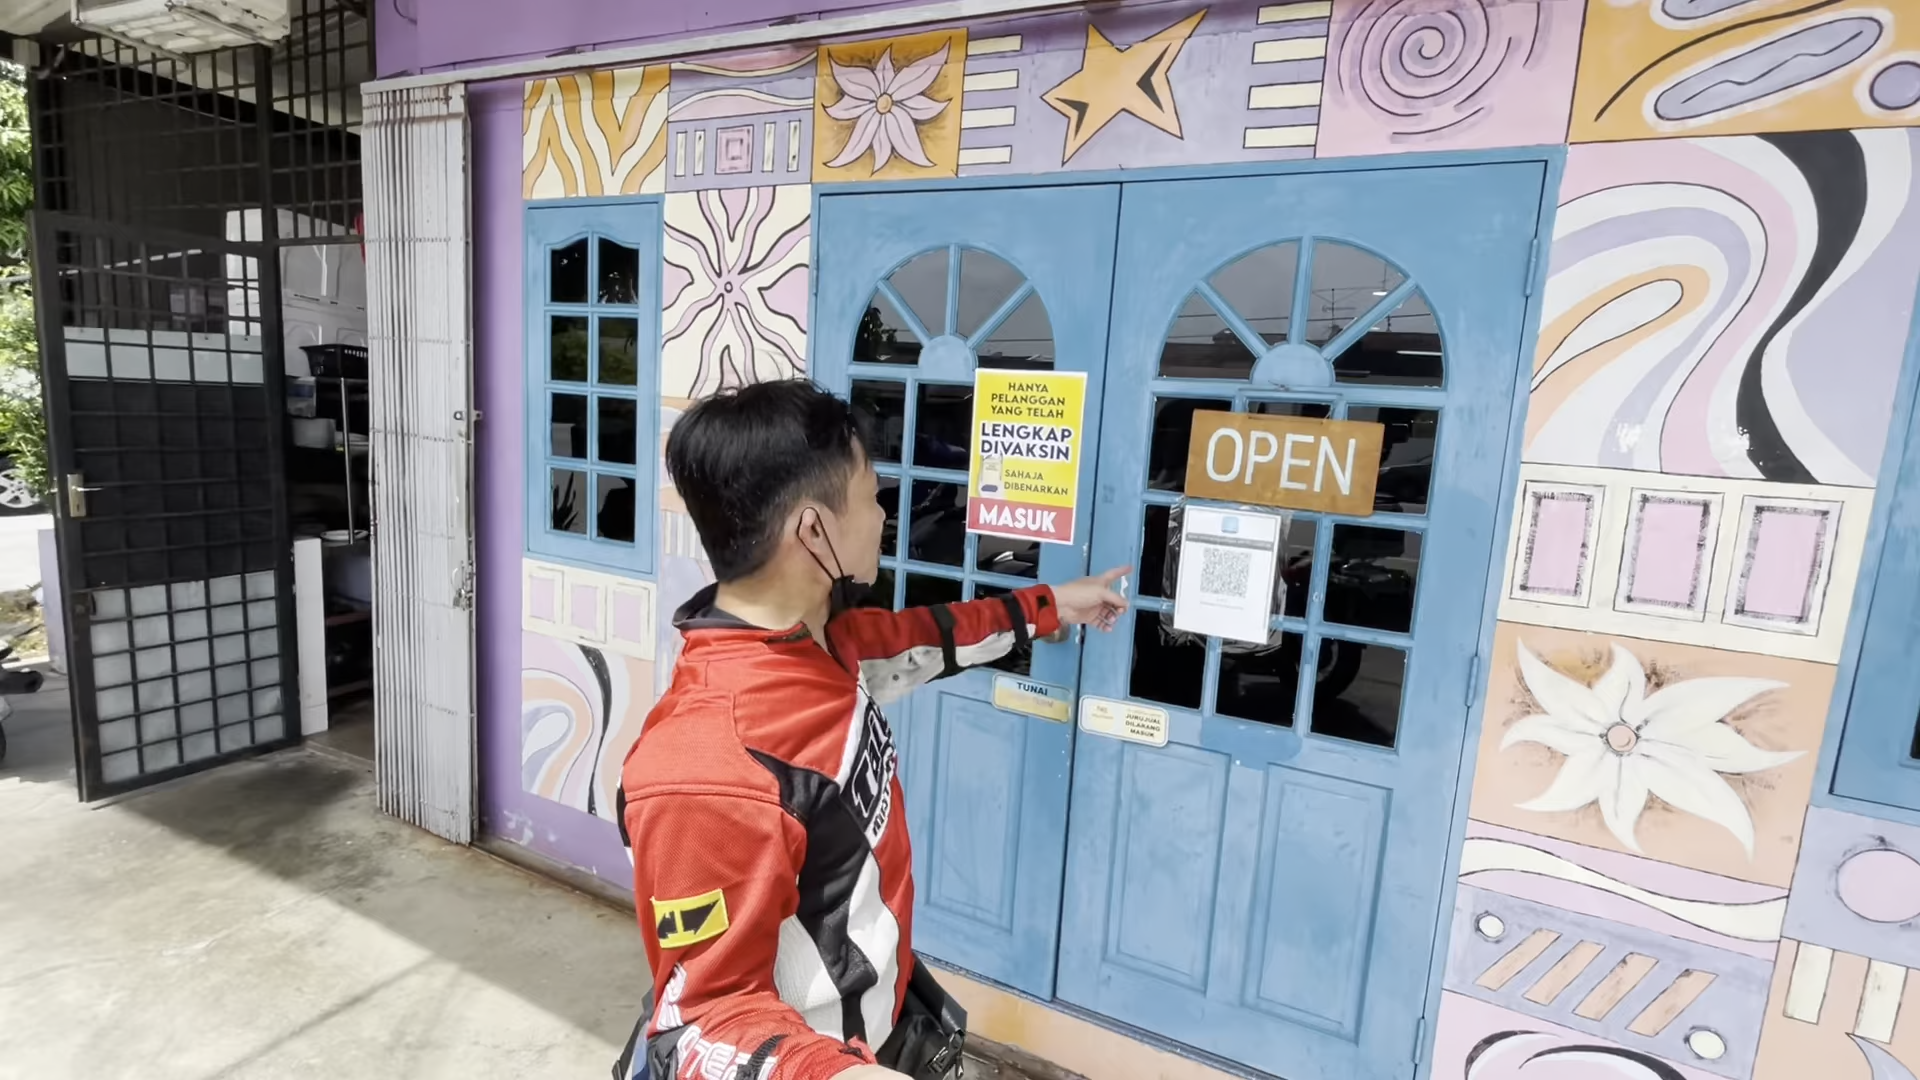 HANYA
PELANGGAN
YANG TELAH
LENGKAP
DIVAKSIN
SAHAJA
DIBENARKAN
MASUK
OPEN
TUNAI
JURUJUAL
DILARANG
MASUK